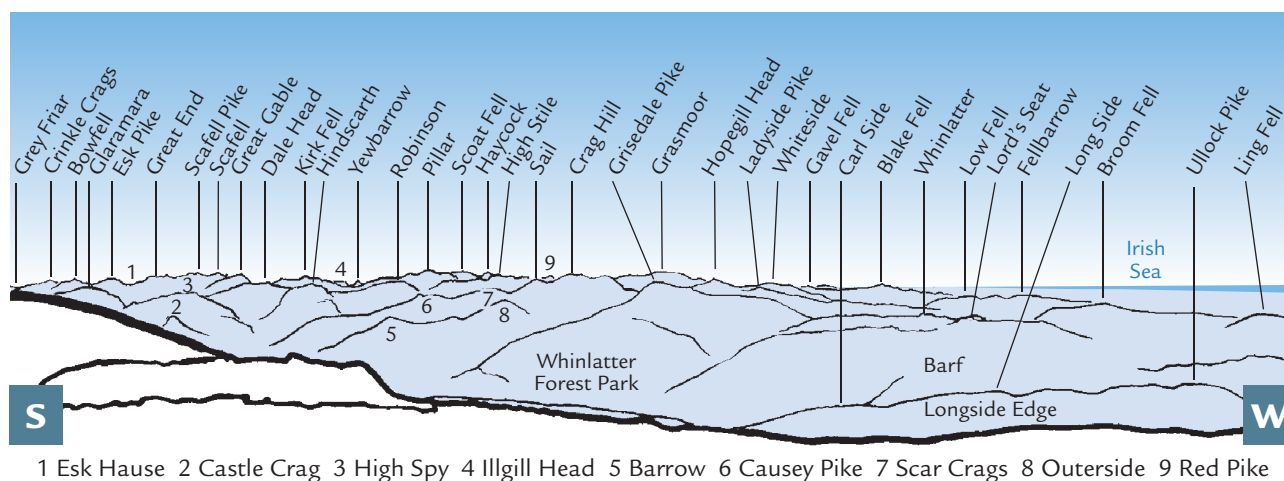 Grey Friar
Crinkle Crags
Bowfell
Glaramara
Esk Pike
Great End
Scafell Pike
Scafell
Great Gable
Dale Head
Kirk Fell
Hindscarth
Yewbarrow
Robinson
Pillar
Scoat Fell
Haycock
High Stile
Sail
Crag Hill
Grisedale Pike
Grasmoor
Hopegill Head
Ladyside Pike
Whiteside
Gavel Fell
Carl Side
Blake Fell
Whinlatter
Low Fell
Lord's Seat
Fellbarrow
Long Side
Broom Fell
Ullock Pike
Ling Fell
Irish
Sea
1
2
3
4
5
6
7
8
9
Whinlatter
Forest Park
Barf
Longside Edge
S
W
1 Esk Hause 2 Castle Crag 3 High Spy 4 Illgill Head 5 Barrow 6 Causey Pike 7 Scar Crags 8 Outerside 9 Red Pike